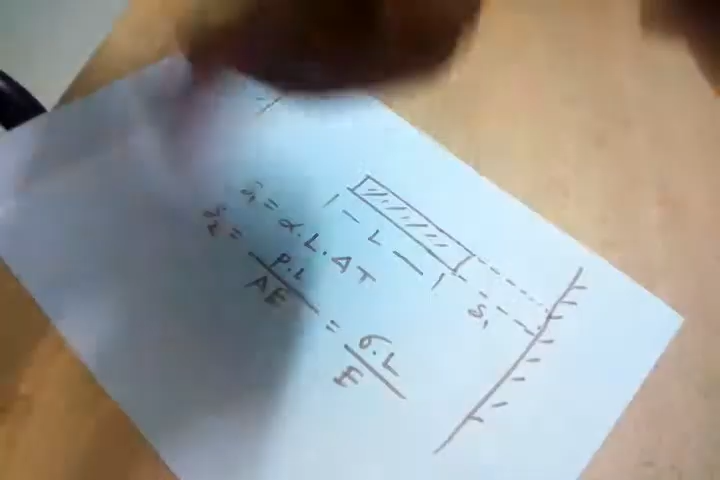 δ₁ = α.L.ΔT
δ₂ = P.L/AE = σ.L/E
L
δ₁